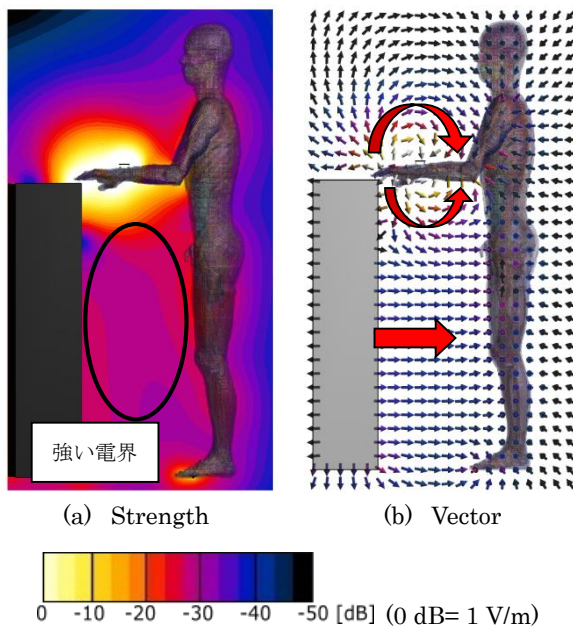 強い電界
(a) Strength
(b) Vector
0 -10 -20 -30 -40 -50 [dB] (0 dB= 1 V/m)